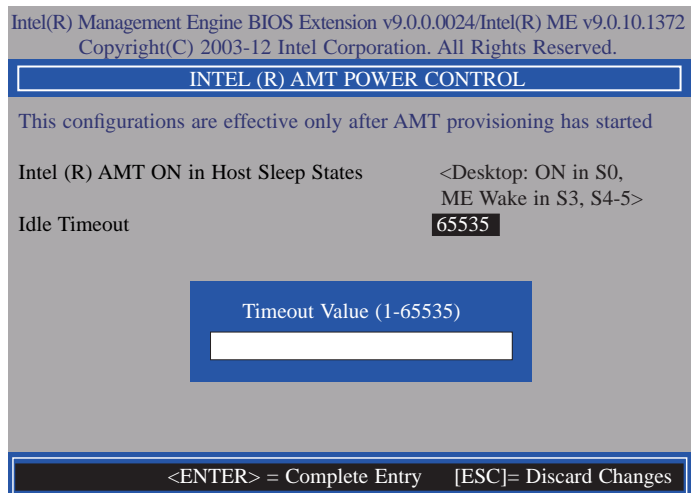 Intel(R) Management Engine BIOS Extension v9.0.0.0024/Intel(R) ME v9.0.10.1372
Copyright(C) 2003-12 Intel Corporation. All Rights Reserved.
INTEL (R) AMT POWER CONTROL
This configurations are effective only after AMT provisioning has started
Intel (R) AMT ON in Host Sleep States <Desktop: ON in S0,
ME Wake in S3, S4-5>
Idle Timeout 65535
Timeout Value (1-65535)
<ENTER> = Complete Entry [ESC]= Discard Changes